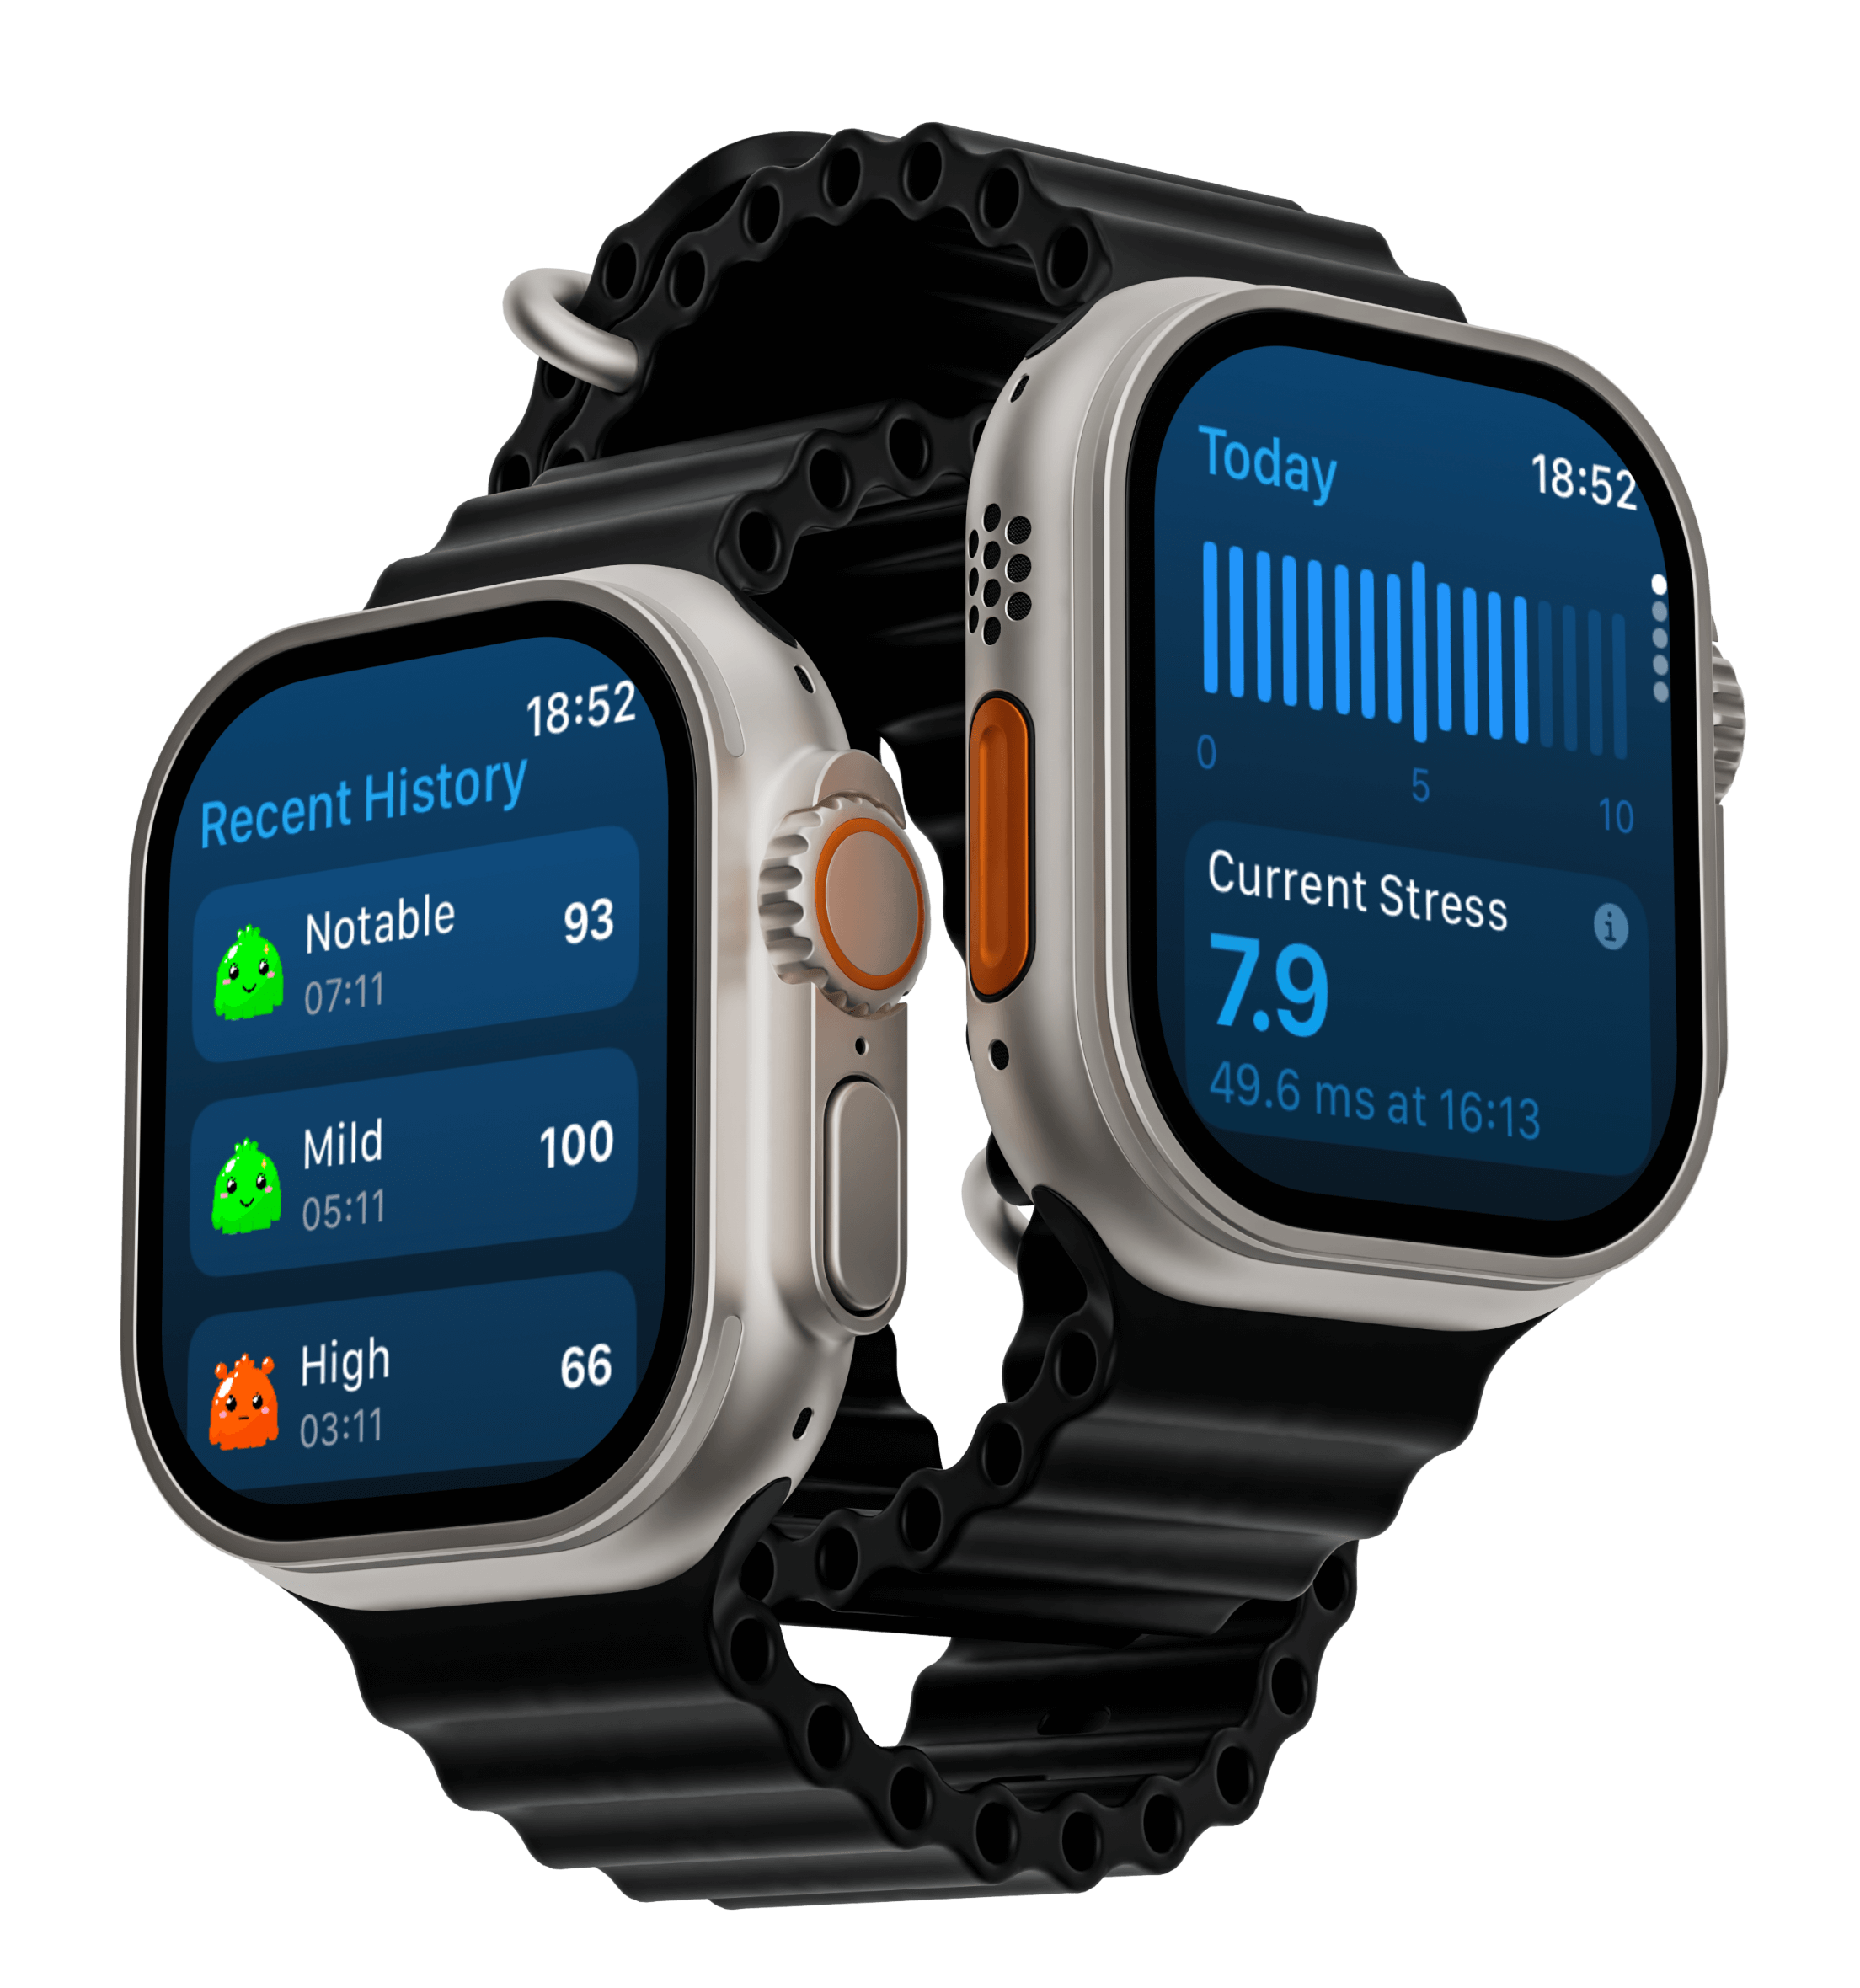 18:52
Recent History
Notable 93
07:11
Mild 100
05:11
High 66
03:11
Today 18:52
0 5 10
Current Stress i
7.9
49.6 ms at 16:13